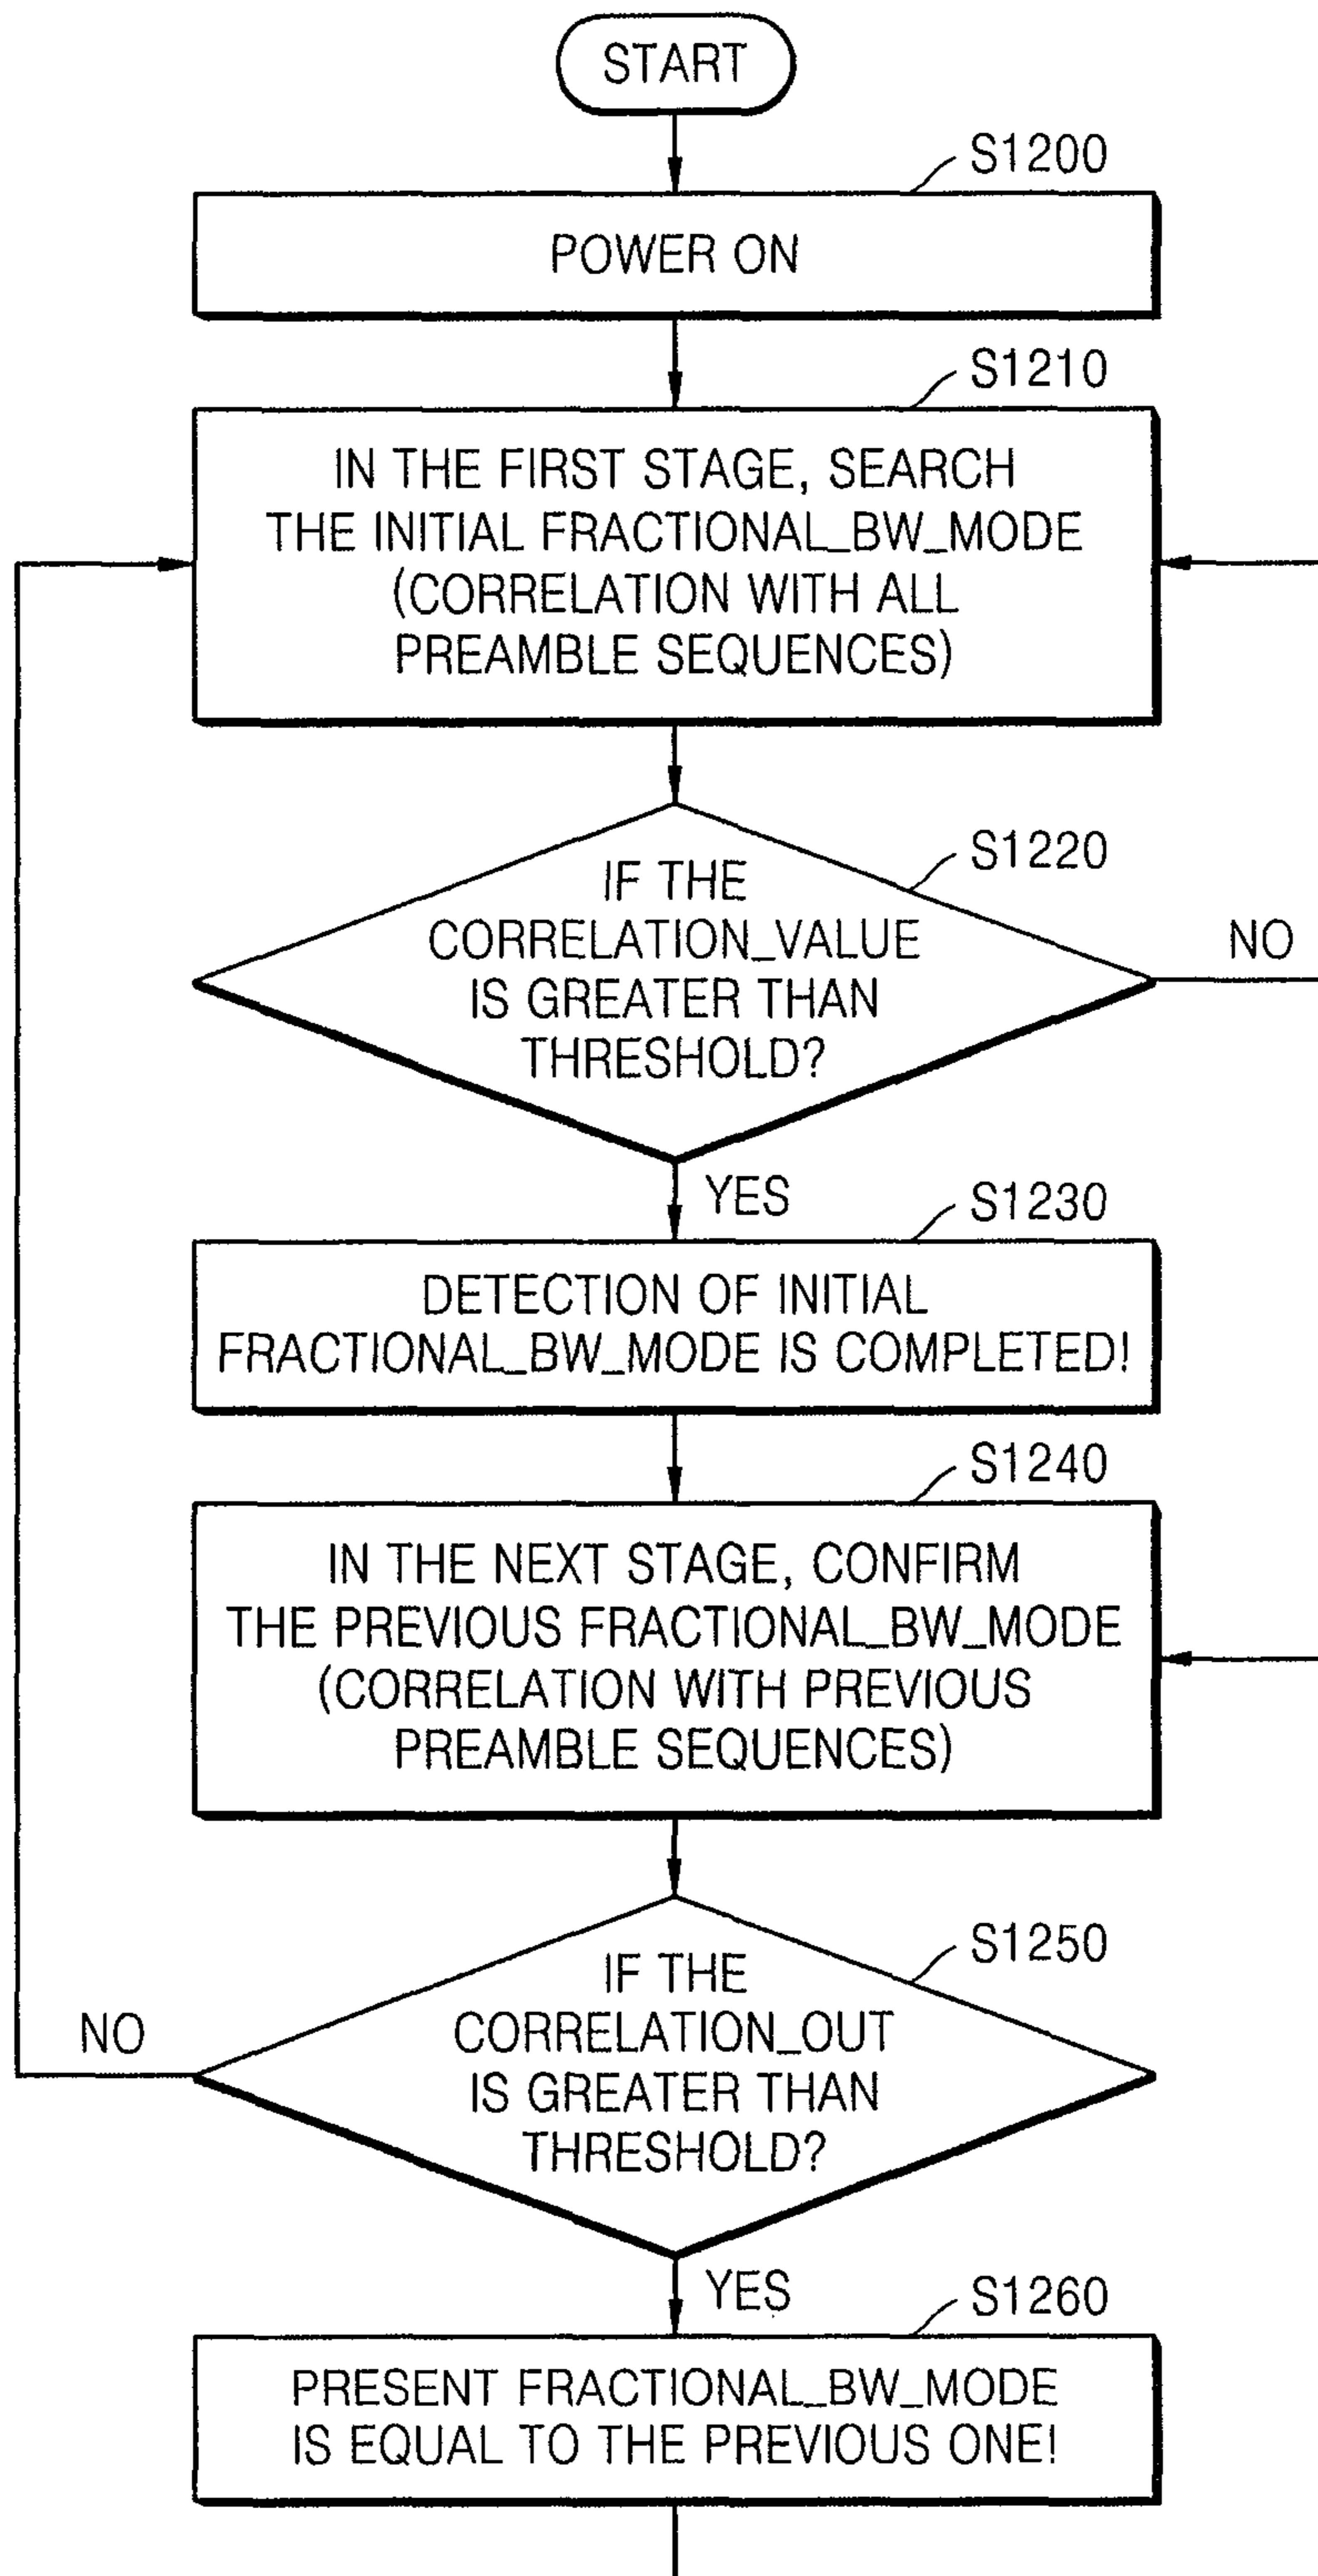 START
S1200
POWER ON
S1210
IN THE FIRST STAGE, SEARCH
THE INITIAL FRACTIONAL_BW_MODE
(CORRELATION WITH ALL
PREAMBLE SEQUENCES)
S1220
IF THE
CORRELATION_VALUE
IS GREATER THAN
THRESHOLD?
NO
YES
S1230
DETECTION OF INITIAL
FRACTIONAL_BW_MODE IS COMPLETED!
S1240
IN THE NEXT STAGE, CONFIRM
THE PREVIOUS FRACTIONAL_BW_MODE
(CORRELATION WITH PREVIOUS
PREAMBLE SEQUENCES)
S1250
IF THE
CORRELATION_OUT
IS GREATER THAN
THRESHOLD?
NO
YES
S1260
PRESENT FRACTIONAL_BW_MODE
IS EQUAL TO THE PREVIOUS ONE!